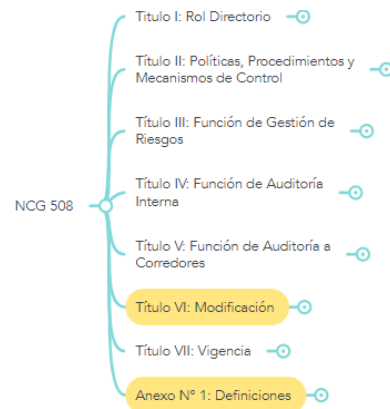 Titulo I: Rol Directorio
Título II: Políticas, Procedimientos y
Mecanismos de Control
Título III: Función de Gestión de
Riesgos
Título IV: Función de Auditoría
Interna
NCG 508
Título V: Función de Auditoría a
Corredores
Título VI: Modificación
Título VII: Vigencia
Anexo N° 1: Definiciones